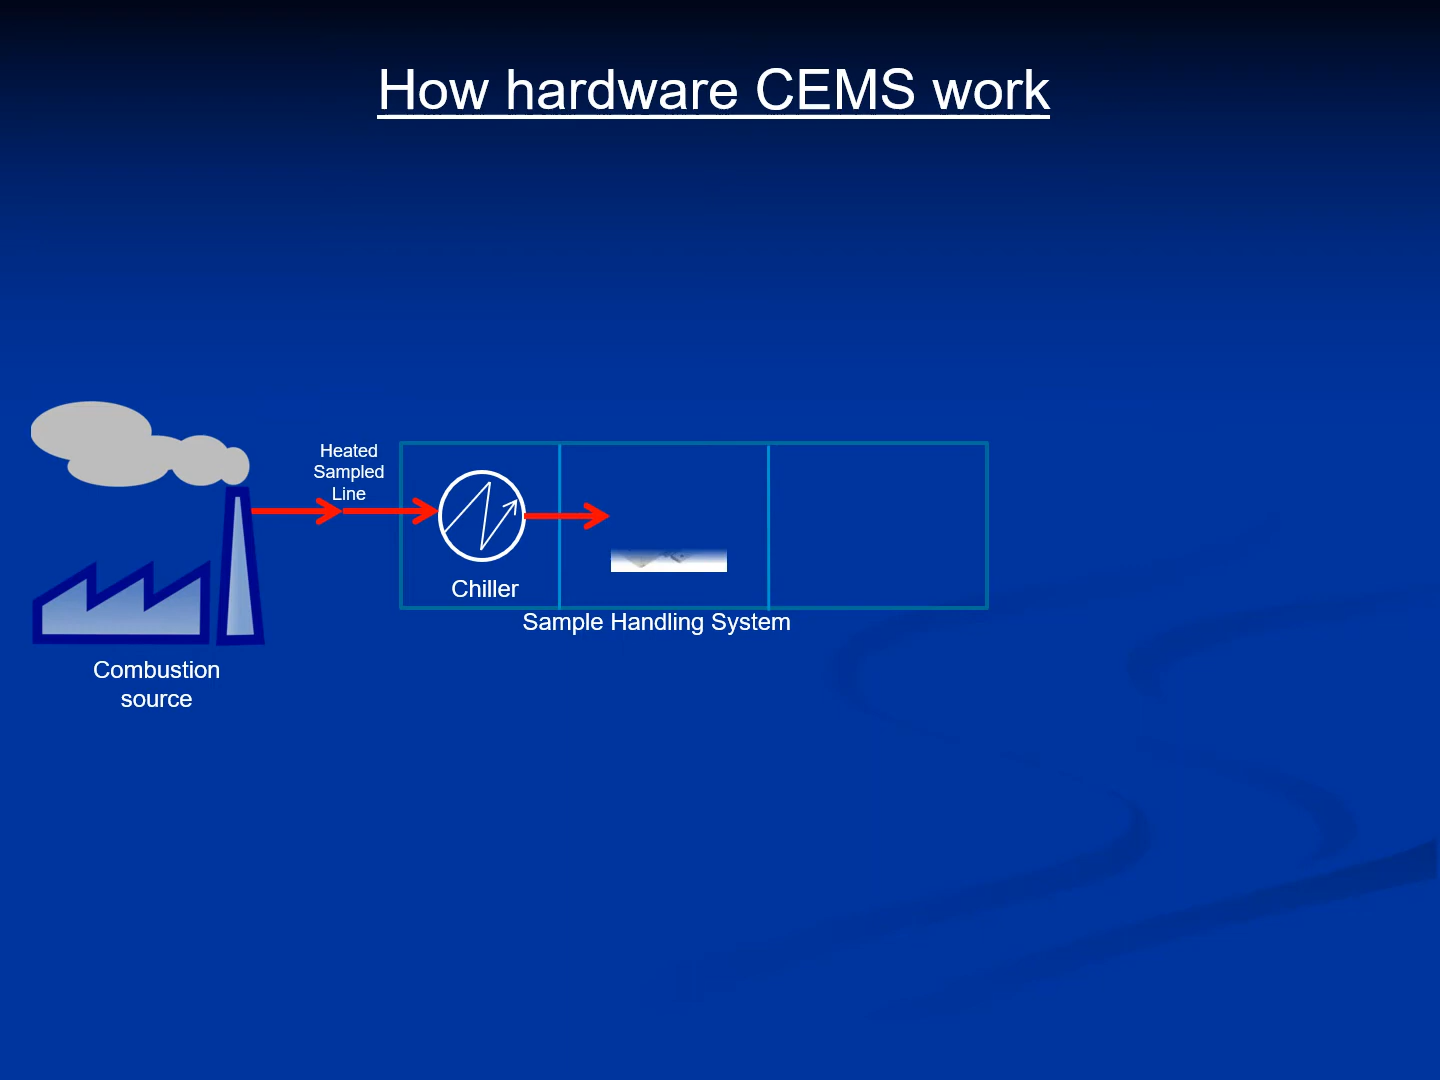 How hardware CEMS work
Heated
Sampled
Line
Chiller
Sample Handling System
Combustion
source